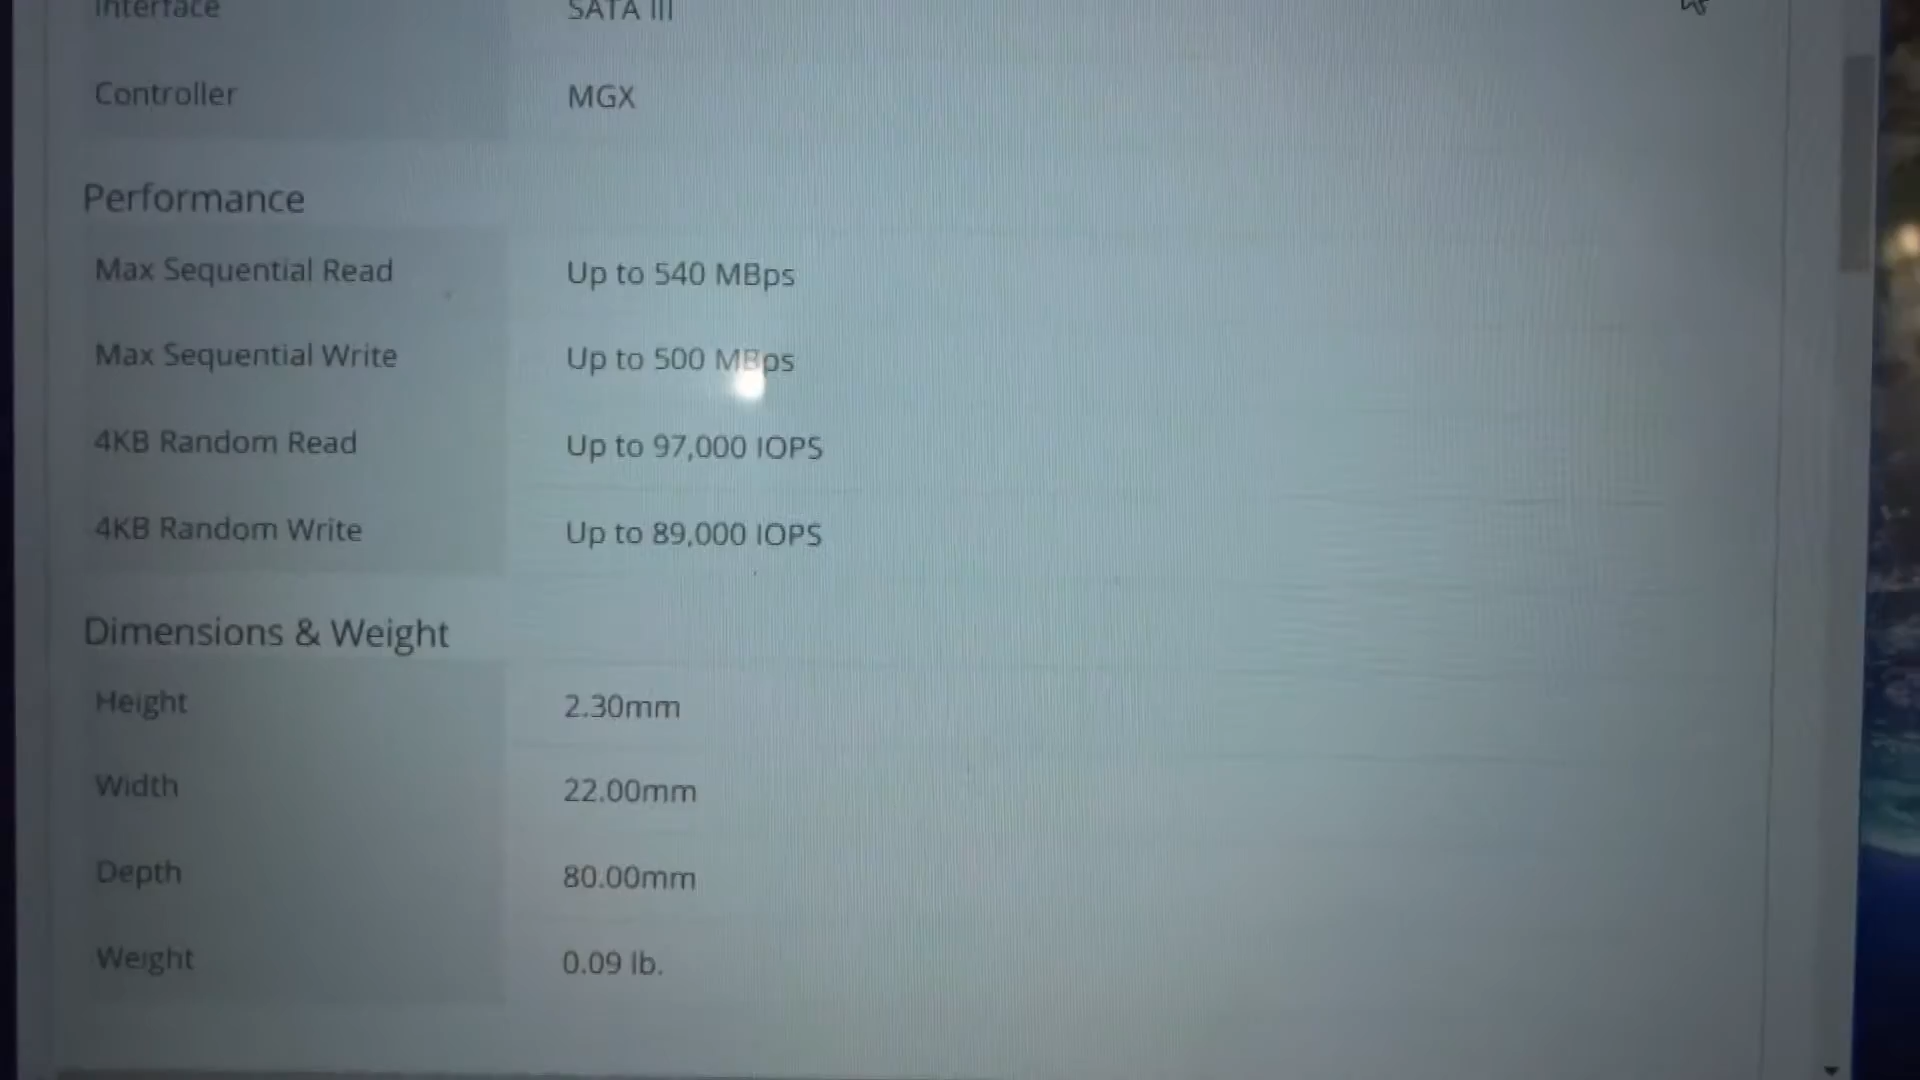 Interface SATA III
Controller MGX
Performance
Max Sequential Read Up to 540 MBps
Max Sequential Write Up to 500 MBps
4KB Random Read Up to 97,000 IOPS
4KB Random Write Up to 89,000 IOPS
Dimensions & Weight
Height 2.30mm
Width 22.00mm
Depth 80.00mm
Weight 0.09 lb.